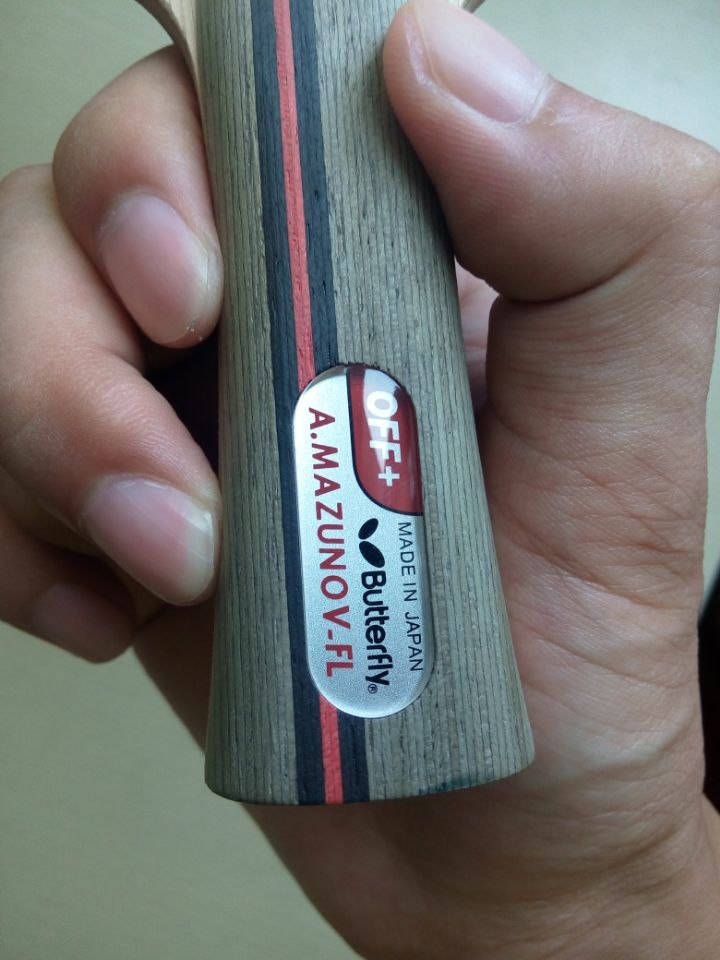 OFF+
MADE IN JAPAN
Butterfly®
A.MAZUNOV-FL